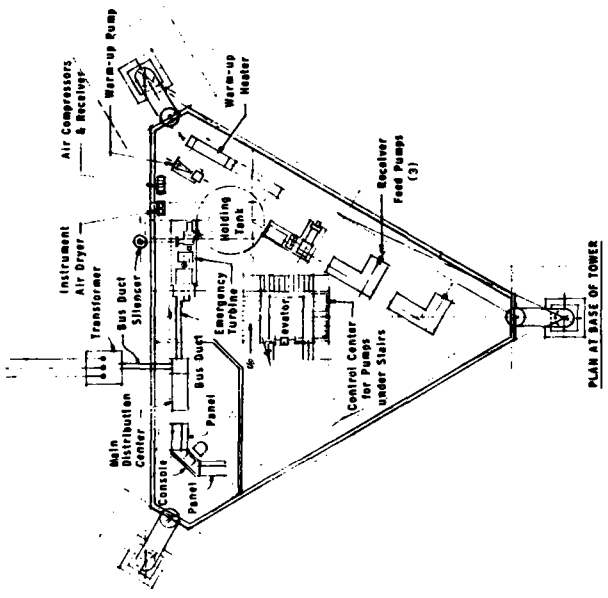 Air Compressors
& Receiver
Warm-up Pump
Instrument
Air Dryer
Transformer
Bus Duct
Silencer
Main
Distribution
Center
Console
Panel
Panel
Bus Duct
Emergency
Turbine
Holding
Tank
Warm-up
Heater
Up
Elevator
Control Center
for Pumps
under Stairs
Receiver
Feed Pumps
(3)
PLAN AT BASE OF TOWER